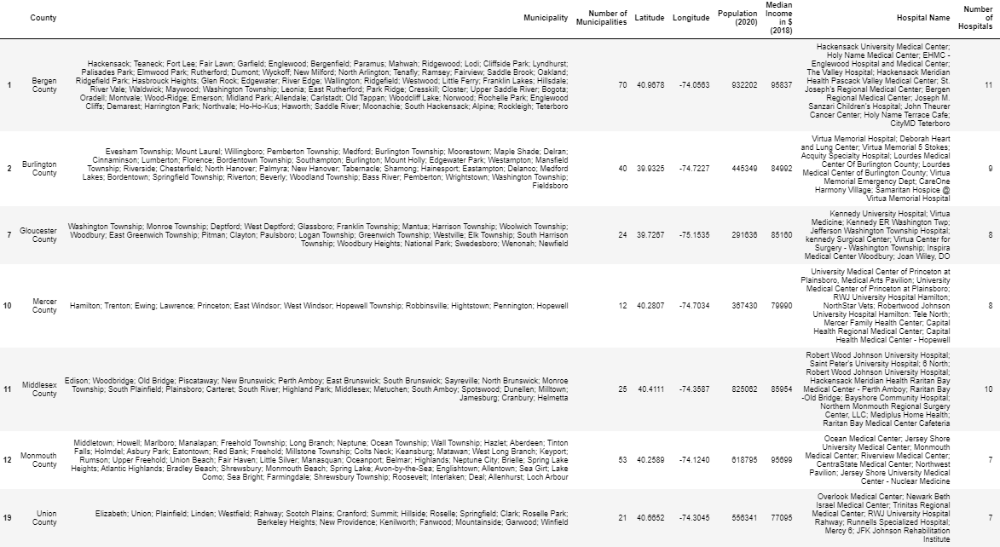 County Municipality Number of Municipalities Latitude Longitude Population (2020) Median Income in $ (2018) Hospital Name Number of Hospitals
1 Bergen County
Hackensack; Teaneck; Fort Lee; Fair Lawn; Garfield; Englewood; Bergenfield; Paramus; Mahwah; Ridgewood; Lodi; Cliffside Park; Lyndhurst;
Palisades Park; Elmwood Park; Rutherford; Dumont; Wyckoff; New Milford; North Arlington; Tenafly; Ramsey; Fairview; Saddle Brook; Oakland;
Ridgefield Park; Hasbrouck Heights; Glen Rock; Edgewater; River Edge; Wallington; Ridgefield; Westwood; Little Ferry; Franklin Lakes; Hillsdale;
River Vale; Waldwick; Maywood; Washington Township; Leonia; East Rutherford; Park Ridge; Cresskill; Closter; Upper Saddle River; Bogota;
Oradell; Montvale; Wood-Ridge; Emerson; Midland Park; Allendale; Carlstadt; Old Tappan; Woodcliff Lake; Norwood; Rochelle Park; Englewood
Cliffs; Demarest; Harrington Park; Northvale; Ho-Ho-Kus; Haworth; Saddle River; Moonachie; South Hackensack; Alpine; Rockleigh; Teterboro
70 40.9678 -74.0563 932202 95837
Hackensack University Medical Center;
Holy Name Medical Center; EHMC -
Englewood Hospital and Medical Center;
The Valley Hospital; Hackensack Meridian
Health Pascack Valley Medical Center; St.
Joseph's Regional Medical Center; Bergen
Regional Medical Center; Joseph M.
Sanzari Children's Hospital; John Theurer
Cancer Center; Holy Name Terrace Cafe;
CityMD Teterboro
11
2 Burlington County
Evesham Township; Mount Laurel; Willingboro; Pemberton Township; Medford; Burlington Township; Moorestown; Maple Shade; Delran;
Cinnaminson; Lumberton; Florence; Bordentown Township; Southampton; Burlington; Mount Holly; Edgewater Park; Westampton; Mansfield
Township; Riverside; Chesterfield; North Hanover; Palmyra; New Hanover; Tabernacle; Shamong; Hainesport; Eastampton; Delanco; Medford
Lakes; Bordentown; Springfield Township; Riverton; Beverly; Woodland Township; Bass River; Pemberton; Wrightstown; Washington Township;
Fieldsboro
40 39.9325 -74.7227 445349 84992
Virtua Memorial Hospital; Deborah Heart
and Lung Center; Virtua Memorial 5 Stokes;
Acquity Specialty Hospital; Lourdes Medical
Center Of Burlington County; Lourdes
Medical Center of Burlington County; Virtua
Memorial Emergency Dept; CareOne
Harmony Village; Samaritan Hospice @
Virtua Memorial Hospital
9
7 Gloucester County
Washington Township; Monroe Township; Deptford; West Deptford; Glassboro; Franklin Township; Mantua; Harrison Township; Woolwich Township;
Woodbury; East Greenwich Township; Pitman; Clayton; Paulsboro; Logan Township; Greenwich Township; Westville; Elk Township; South Harrison
Township; Woodbury Heights; National Park; Swedesboro; Wenonah; Newfield
24 39.7267 -75.1535 291636 85160
Kennedy University Hospital; Virtua
Medicine; Kennedy ER Washington Twp;
Jefferson Washington Township Hospital;
kennedy Surgical Center; Virtua Center for
Surgery - Washington Township; Inspira
Medical Center Woodbury; Joan Wiley, DO
8
10 Mercer County
Hamilton; Trenton; Ewing; Lawrence; Princeton; East Windsor; West Windsor; Hopewell Township; Robbinsville; Hightstown; Pennington; Hopewell
12 40.2807 -74.7034 367430 79990
University Medical Center of Princeton at
Plainsboro, Medical Arts Pavilion; University
Medical Center of Princeton at Plainsboro;
RWJ University Hospital Hamilton;
NorthStar Vets; Robertwood Johnson
University Hospital Hamilton: Tele North;
Mercer Family Health Center; Capital
Health Regional Medical Center; Capital
Health Medical Center - Hopewell
8
11 Middlesex County
Edison; Woodbridge; Old Bridge; Piscataway; New Brunswick; Perth Amboy; East Brunswick; South Brunswick; Sayreville; North Brunswick; Monroe
Township; South Plainfield; Plainsboro; Carteret; South River; Highland Park; Middlesex; Metuchen; South Amboy; Spotswood; Dunellen; Milltown;
Jamesburg; Cranbury; Helmetta
25 40.4111 -74.3587 825062 85954
Robert Wood Johnson University Hospital;
Saint Peter's University Hospital; 6 North;
Robert Wood Johnson University Hospital;
Hackensack Meridian Health Raritan Bay
Medical Center - Perth Amboy; Raritan Bay
-Old Bridge; Bayshore Community Hospital;
Northern Monmouth Regional Surgery
Center, LLC; Mediplus Home Health;
Raritan Bay Medical Center Cafeteria
10
12 Monmouth County
Middletown; Howell; Marlboro; Manalapan; Freehold Township; Long Branch; Neptune; Ocean Township; Wall Township; Hazlet; Aberdeen; Tinton
Falls; Holmdel; Asbury Park; Eatontown; Red Bank; Freehold; Millstone Township; Colts Neck; Keansburg; Matawan; West Long Branch; Keyport;
Rumson; Upper Freehold; Union Beach; Fair Haven; Little Silver; Manasquan; Oceanport; Belmar; Highlands; Neptune City; Brielle; Spring Lake
Heights; Atlantic Highlands; Bradley Beach; Shrewsbury; Monmouth Beach; Spring Lake; Avon-by-the-Sea; Englishtown; Allentown; Sea Girt; Lake
Como; Sea Bright; Farmingdale; Shrewsbury Township; Roosevelt; Interlaken; Deal; Allenhurst; Loch Arbour
53 40.2589 -74.1240 618795 95699
Ocean Medical Center; Jersey Shore
University Medical Center; Monmouth
Medical Center; Riverview Medical Center;
CentraState Medical Center; Northwest
Pavilion; Jersey Shore University Medical
Center - Nuclear Medicine
7
19 Union County
Elizabeth; Union; Plainfield; Linden; Westfield; Rahway; Scotch Plains; Cranford; Summit; Hillside; Roselle; Springfield; Clark; Roselle Park;
Berkeley Heights; New Providence; Kenilworth; Fanwood; Mountainside; Garwood; Winfield
21 40.6652 -74.3045 556341 77095
Overlook Medical Center; Newark Beth
Israel Medical Center; Trinitas Regional
Medical Center; RWJ University Hospital
Rahway; Runnells Specialized Hospital;
Mercy 6; JFK Johnson Rehabilitation
Institute
7